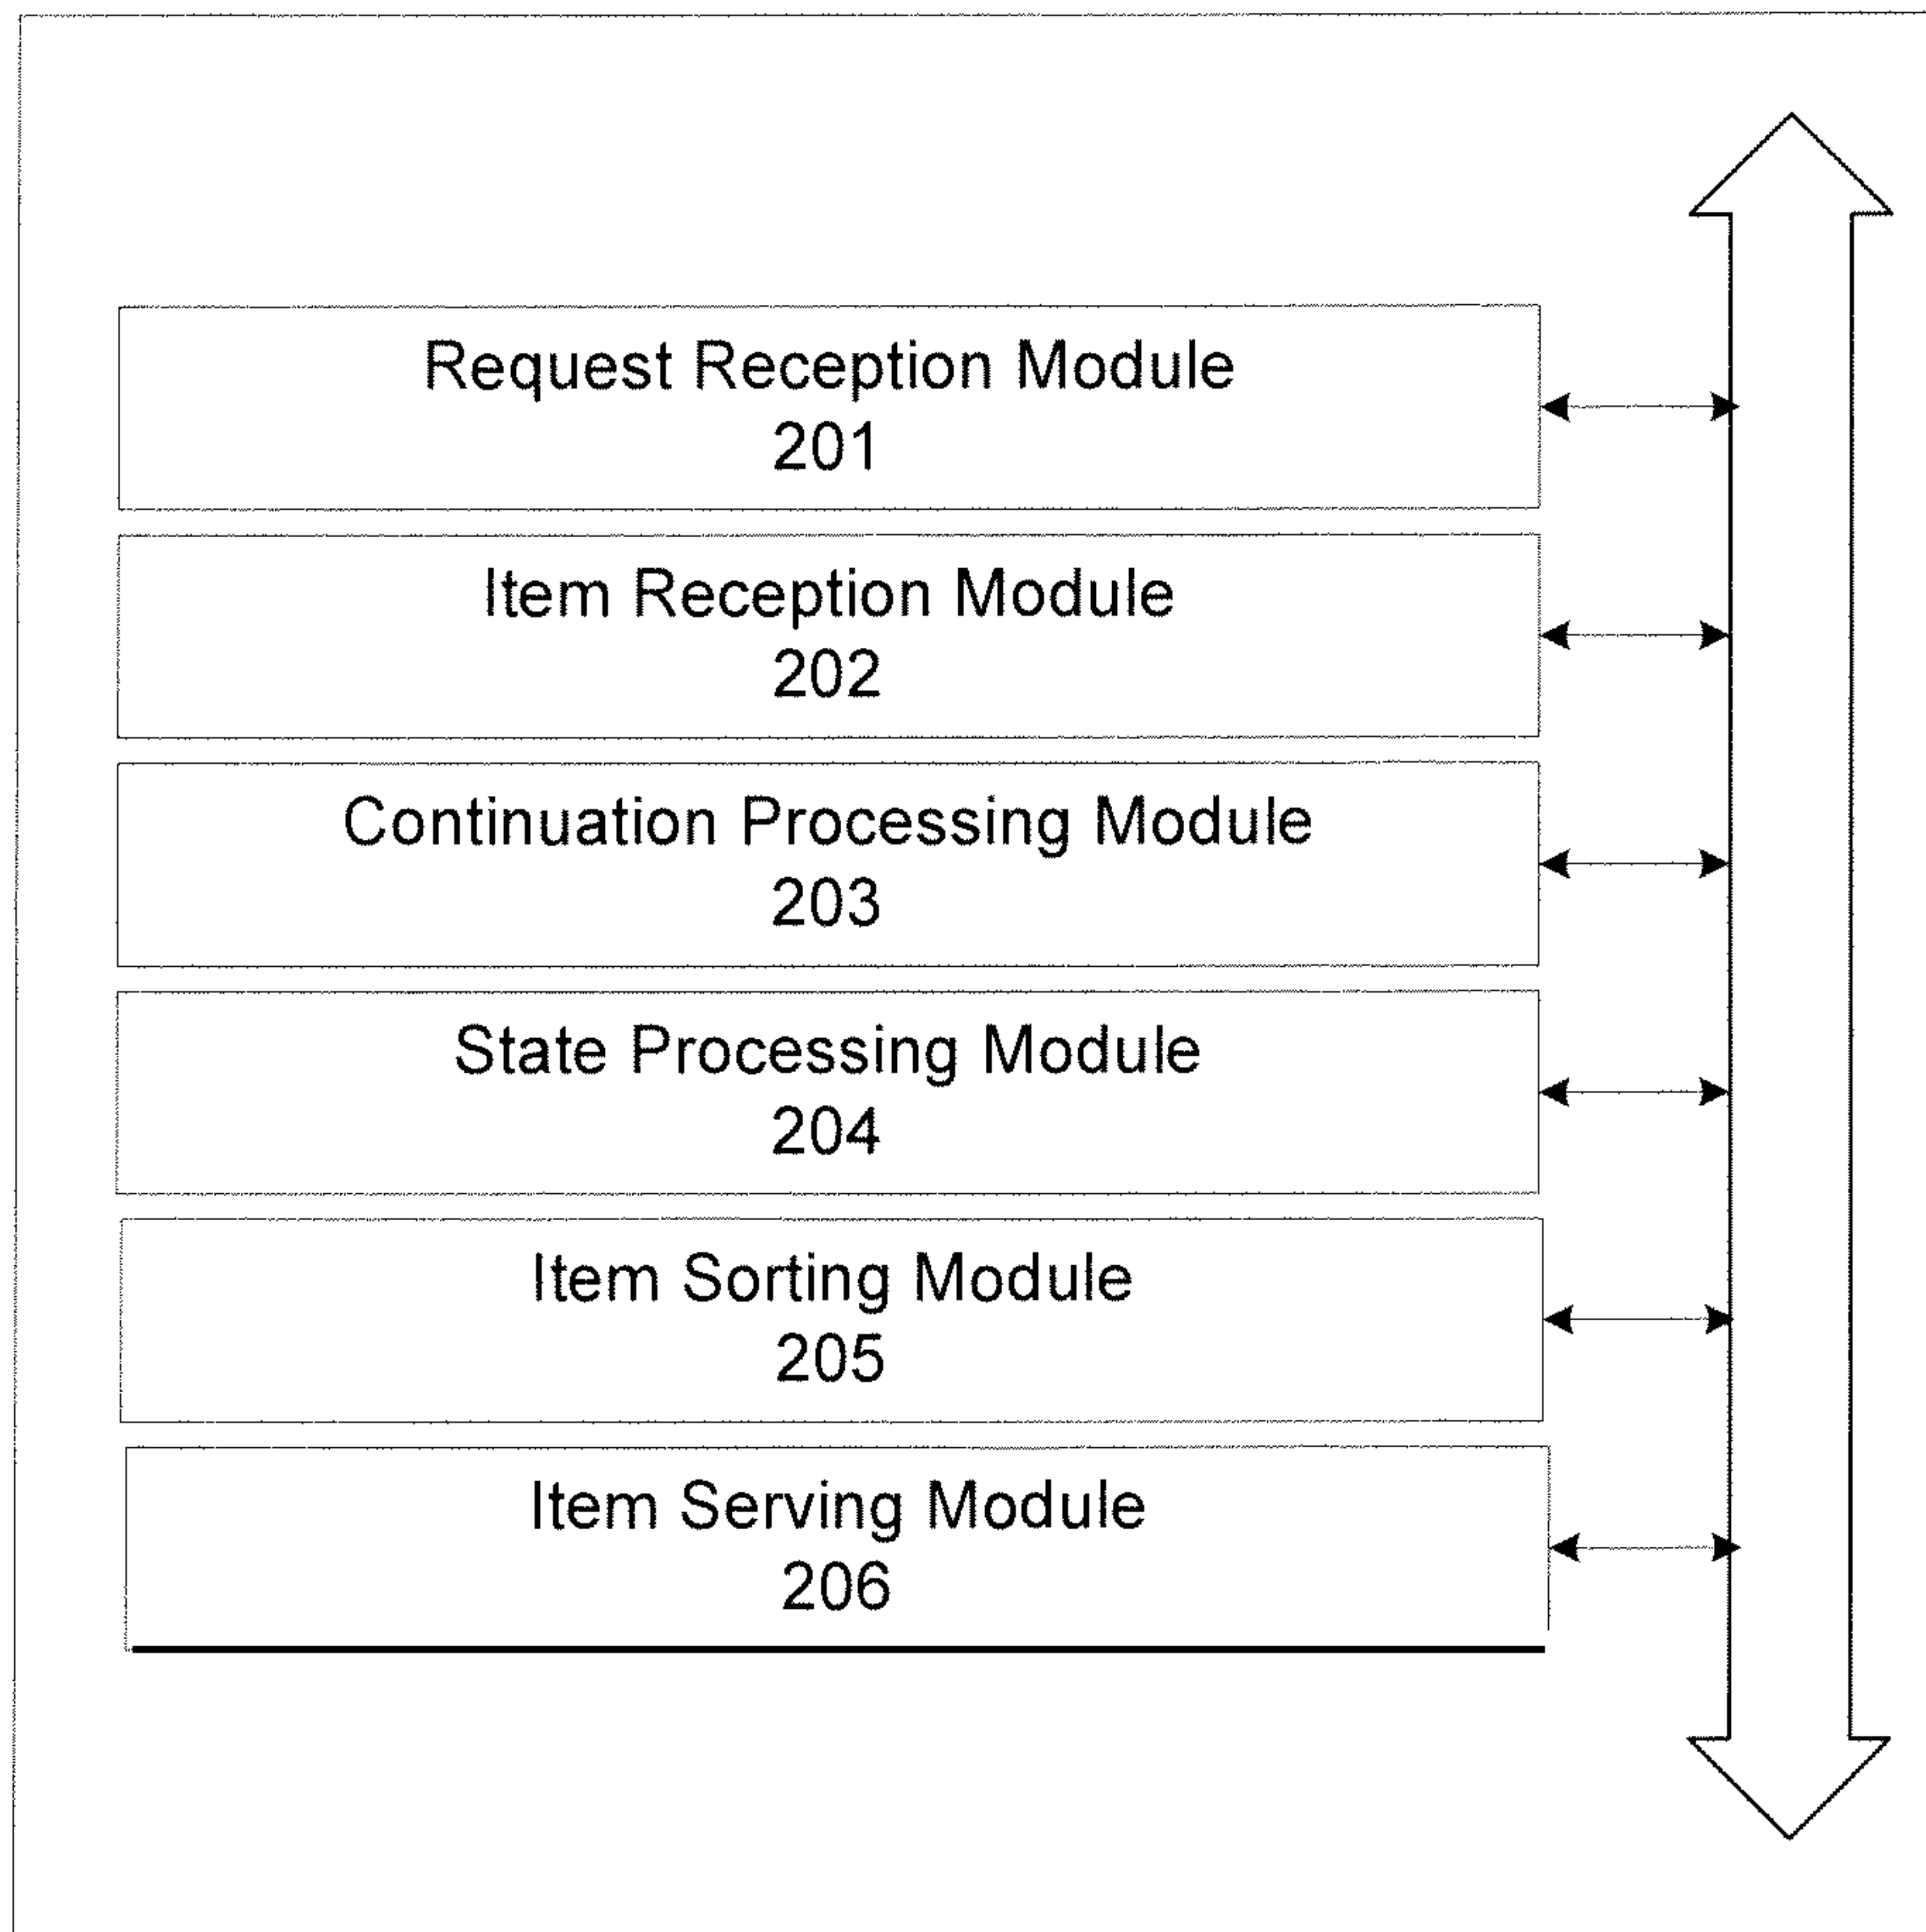 Request Reception Module
201
Item Reception Module
202
Continuation Processing Module
203
State Processing Module
204
Item Sorting Module
205
Item Serving Module
206